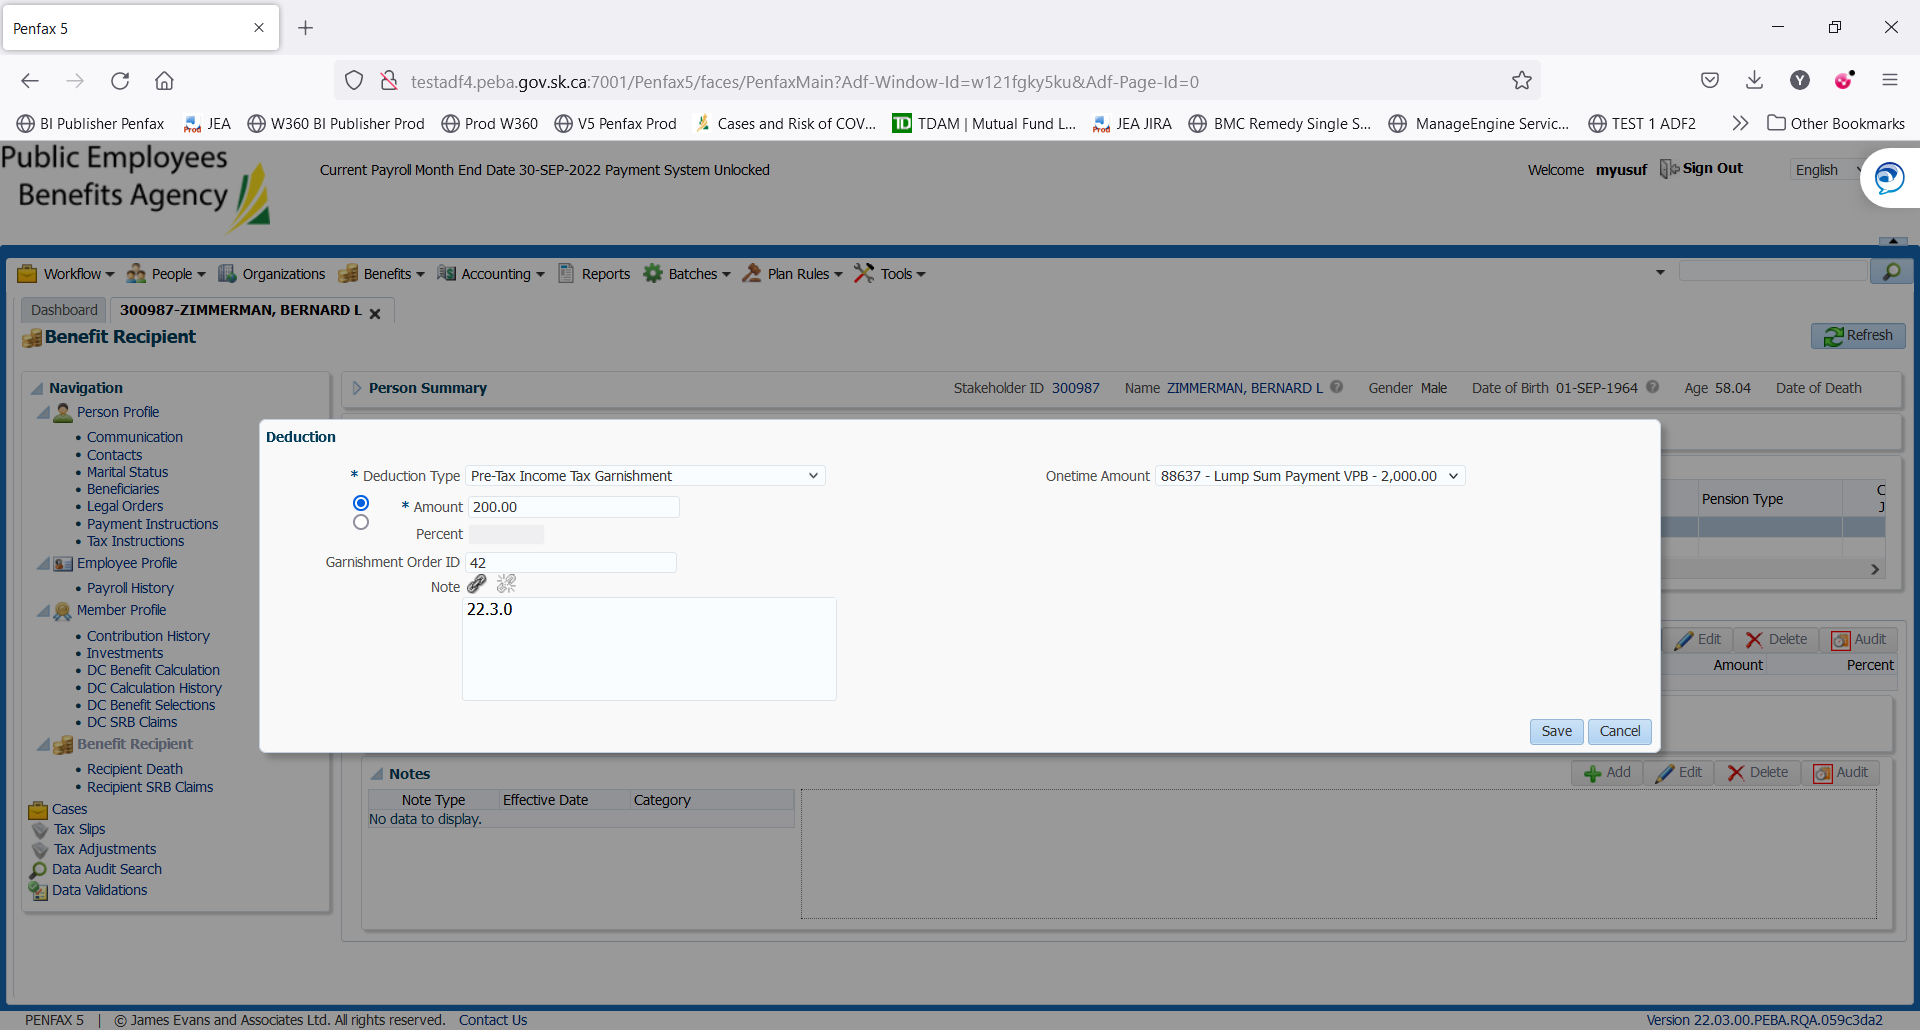 Penfax 5
testadf4.peba.gov.sk.ca:7001/Penfax5/faces/PenfaxMain?Adf-Window-Id=w121fgky5ku&Adf-Page-Id=0
Y
BI Publisher Penfax
Prod JEA
W360 BI Publisher Prod
Prod W360
V5 Penfax Prod
Cases and Risk of COV...
TD TDAM | Mutual Fund L...
Prod JEA JIRA
BMC Remedy Single S...
ManageEngine Servic...
TEST 1 ADF2
Other Bookmarks
Public Employees
Benefits Agency
Current Payroll Month End Date 30-SEP-2022 Payment System Unlocked
Welcome myusuf Sign Out English
Workflow People Organizations Benefits Accounting Reports Batches Plan Rules Tools
Dashboard 300987-ZIMMERMAN, BERNARD L
Benefit Recipient
Refresh
Navigation
Person Profile
Communication
Contacts
Marital Status
Beneficiaries
Legal Orders
Payment Instructions
Tax Instructions
Employee Profile
Payroll History
Member Profile
Contribution History
Investments
DC Benefit Calculation
DC Calculation History
DC Benefit Selections
DC SRB Claims
Benefit Recipient
Recipient Death
Recipient SRB Claims
Cases
Tax Slips
Tax Adjustments
Data Audit Search
Data Validations
Person Summary
Stakeholder ID 300987 Name ZIMMERMAN, BERNARD L Gender Male Date of Birth 01-SEP-1964 Age 58.04 Date of Death
Pension Type
Edit Delete Audit
Amount Percent
Deduction
* Deduction Type Pre-Tax Income Tax Garnishment
Onetime Amount 88637 - Lump Sum Payment VPB - 2,000.00
* Amount 200.00
Percent
Garnishment Order ID 42
Note
22.3.0
Save Cancel
Notes
Add Edit Delete Audit
Note Type Effective Date Category
No data to display.
PENFAX 5 | © James Evans and Associates Ltd. All rights reserved. Contact Us
Version 22.03.00.PEBA.RQA.059c3da2